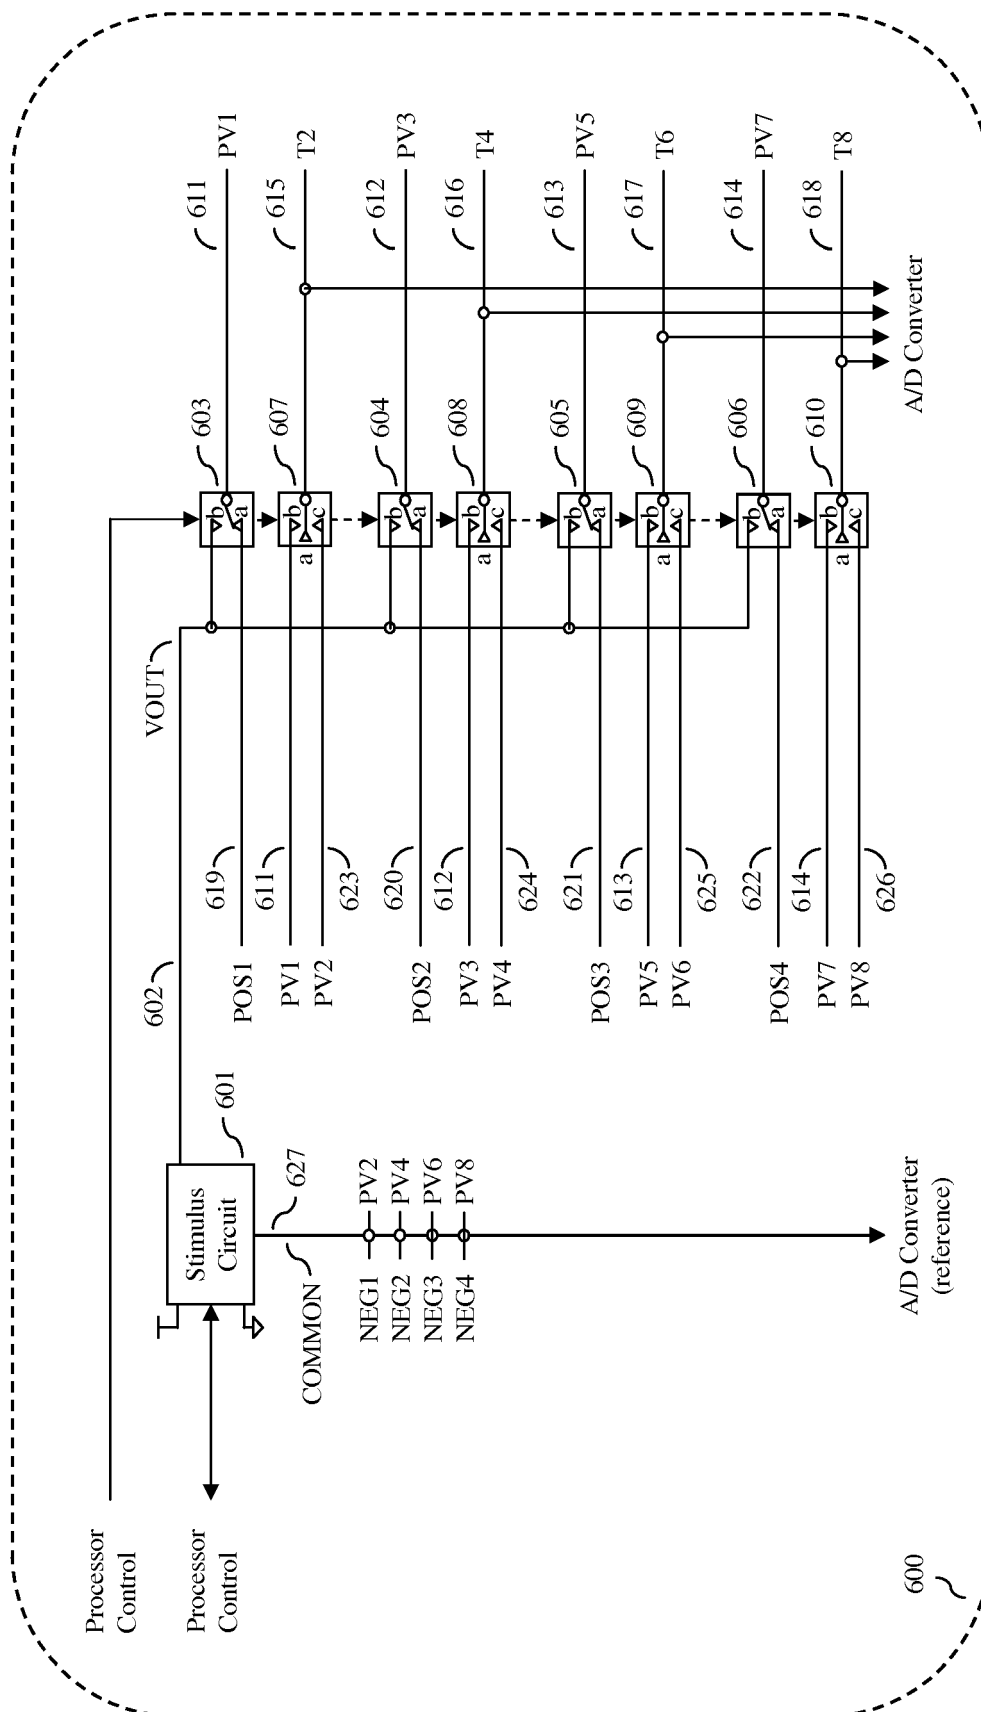 Processor
Control
Processor
Control
Stimulus
Circuit
601
602
VOUT
627
COMMON
NEG1
PV2
NEG2
PV4
NEG3
PV6
NEG4
PV8
A/D Converter
(reference)
POS1
619
b
a
603
611
PV1
PV1
611
PV2
623
a
b
c
607
615
T2
POS2
620
b
a
604
612
PV3
PV3
612
PV4
624
a
b
c
608
616
T4
POS3
621
b
a
605
613
PV5
PV5
613
PV6
625
a
b
c
609
617
T6
POS4
622
b
a
606
614
PV7
PV7
614
PV8
626
a
b
c
610
618
T8
A/D Converter
600